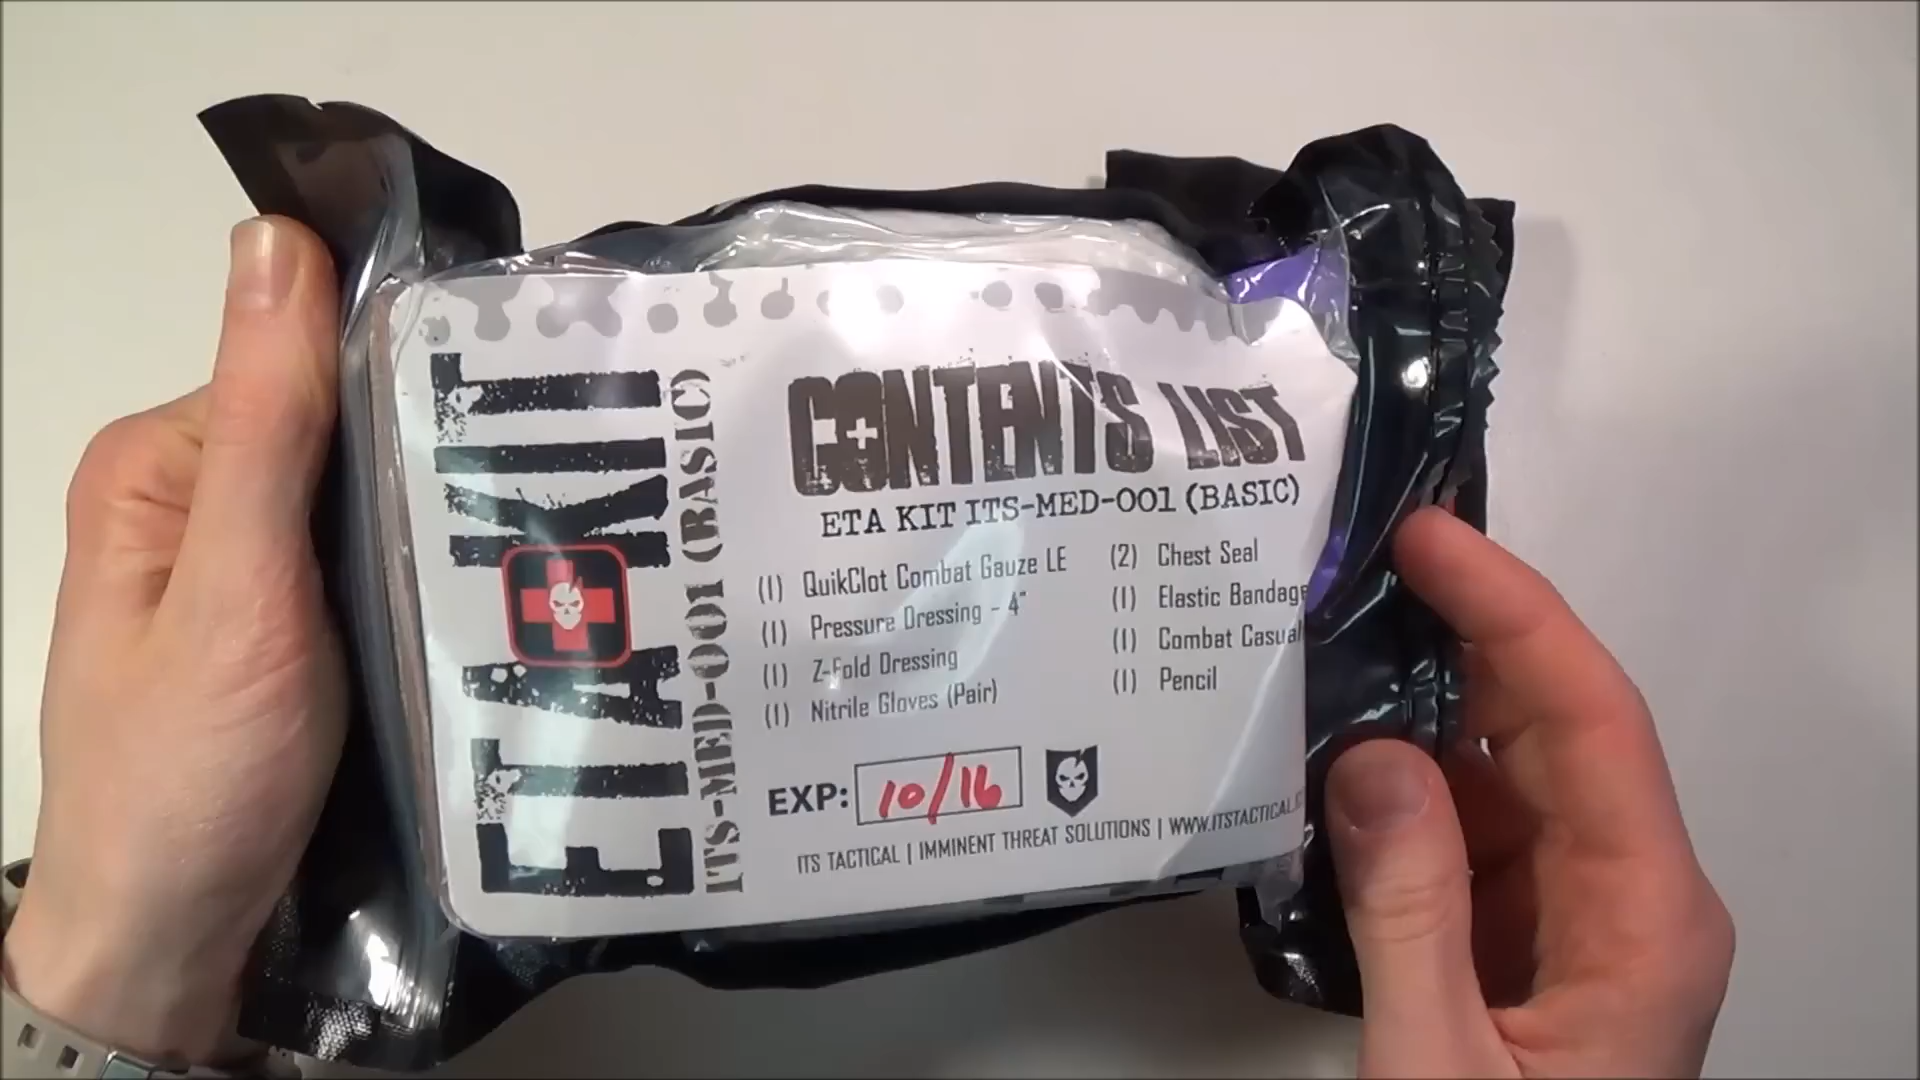 ETA KIT
ITS-MED-001 (BASIC)
CONTENTS LIST
ETA KIT ITS-MED-001 (BASIC)
(1) QuikClot Combat Gauze LE
(1) Pressure Dressing - 4"
(1) Z-Fold Dressing
(1) Nitrile Gloves (Pair)
(2) Chest Seal
(1) Elastic Bandage
(1) Combat
(1) Pencil
EXP: 10/16
ITS TACTICAL | IMMINENT THREAT SOLUTIONS | WWW.ITSTACTICAL